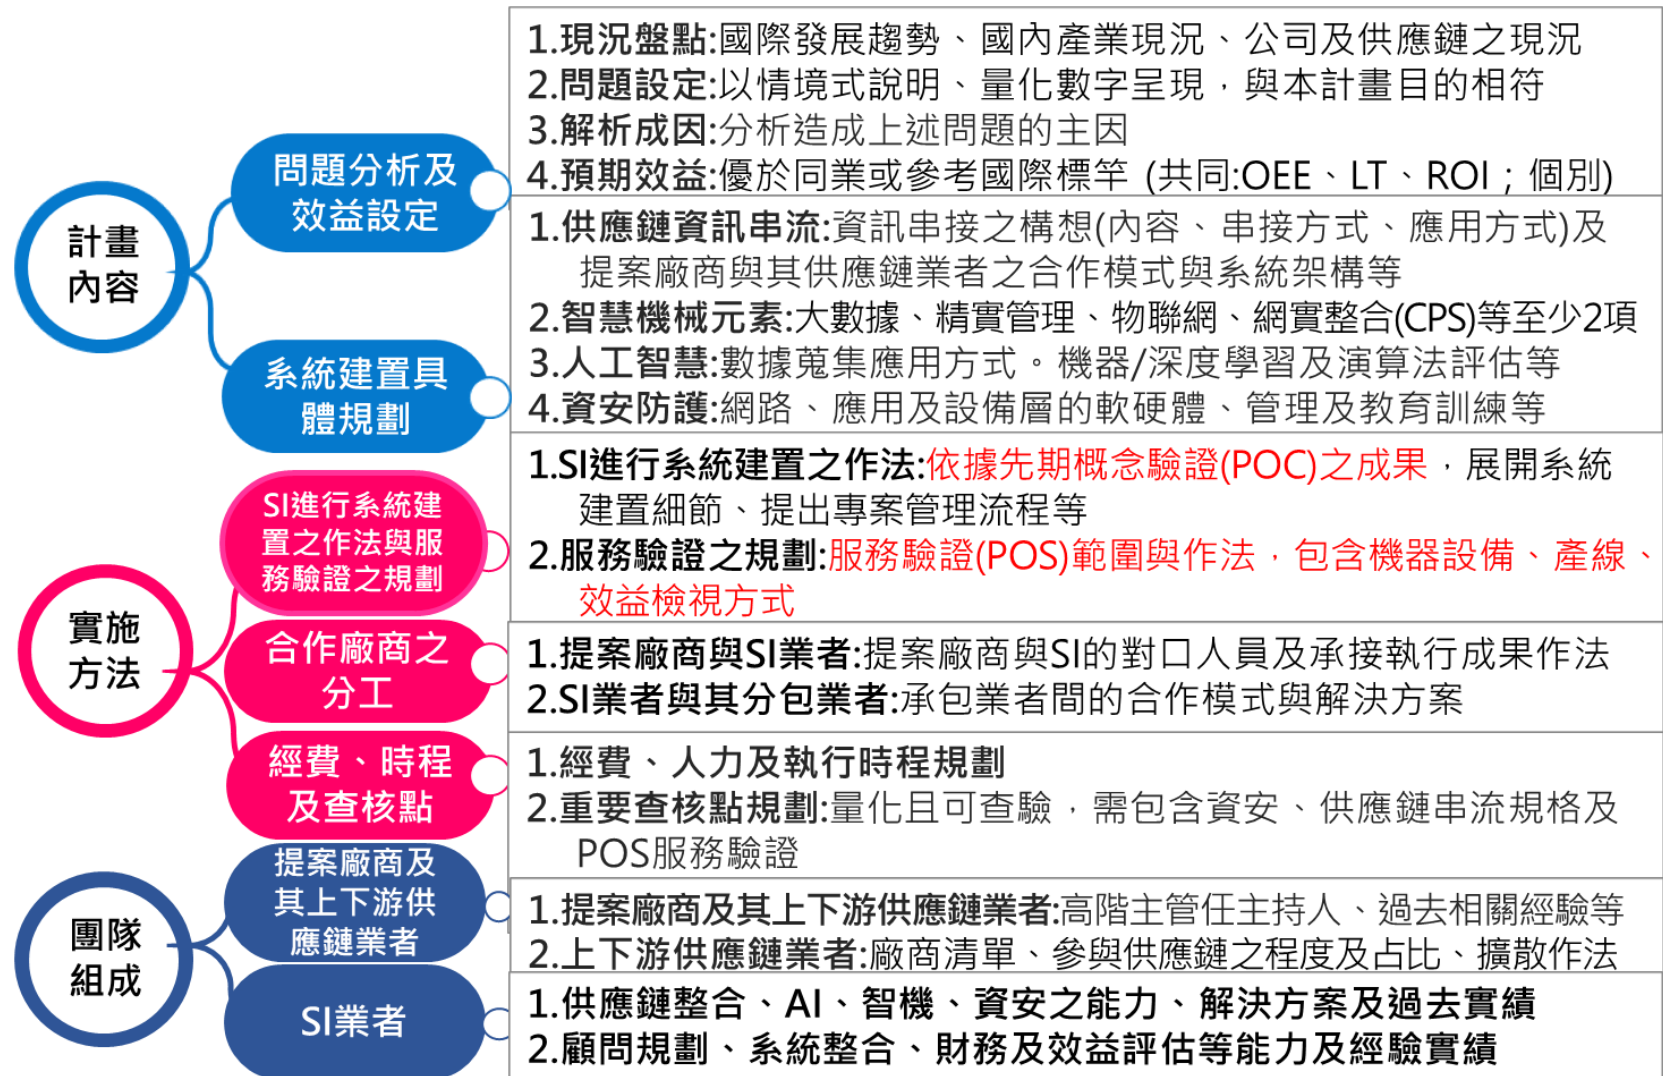 計畫
內容
問題分析及
效益設定
1.現況盤點:國際發展趨勢、國內產業現況、公司及供應鏈之現況
2.問題設定:以情境式說明、量化數字呈現，與本計畫目的相符
3.解析成因:分析造成上述問題的主因
4.預期效益:優於同業或參考國際標竿 (共同:OEE、LT、ROI；個別)
系統建置具
體規劃
1.供應鏈資訊串流:資訊串接之構想(內容、串接方式、應用方式)及
提案廠商與其供應鏈業者之合作模式與系統架構等
2.智慧機械元素:大數據、精實管理、物聯網、網實整合(CPS)等至少2項
3.人工智慧:數據蒐集應用方式。機器/深度學習及演算法評估等
4.資安防護:網路、應用及設備層的軟硬體、管理及教育訓練等
實施
方法
SI進行系統建
置之作法與服
務驗證之規劃
1.SI進行系統建置之作法:依據先期概念驗證(POC)之成果，展開系統
建置細節、提出專案管理流程等
2.服務驗證之規劃:服務驗證(POS)範圍與作法，包含機器設備、產線、
效益檢視方式
合作廠商之
分工
1.提案廠商與SI業者:提案廠商與SI的對口人員及承接執行成果作法
2.SI業者與其分包業者:承包業者間的合作模式與解決方案
經費、時程
及查核點
1.經費、人力及執行時程規劃
2.重要查核點規劃:量化且可查驗，需包含資安、供應鏈串流規格及
POS服務驗證
團隊
組成
提案廠商及
其上下游供
應鏈業者
1.提案廠商及其上下游供應鏈業者:高階主管任主持人、過去相關經驗等
2.上下游供應鏈業者:廠商清單、參與供應鏈之程度及占比、擴散作法
SI業者
1.供應鏈整合、AI、智機、資安之能力、解決方案及過去實績
2.顧問規劃、系統整合、財務及效益評估等能力及經驗實績